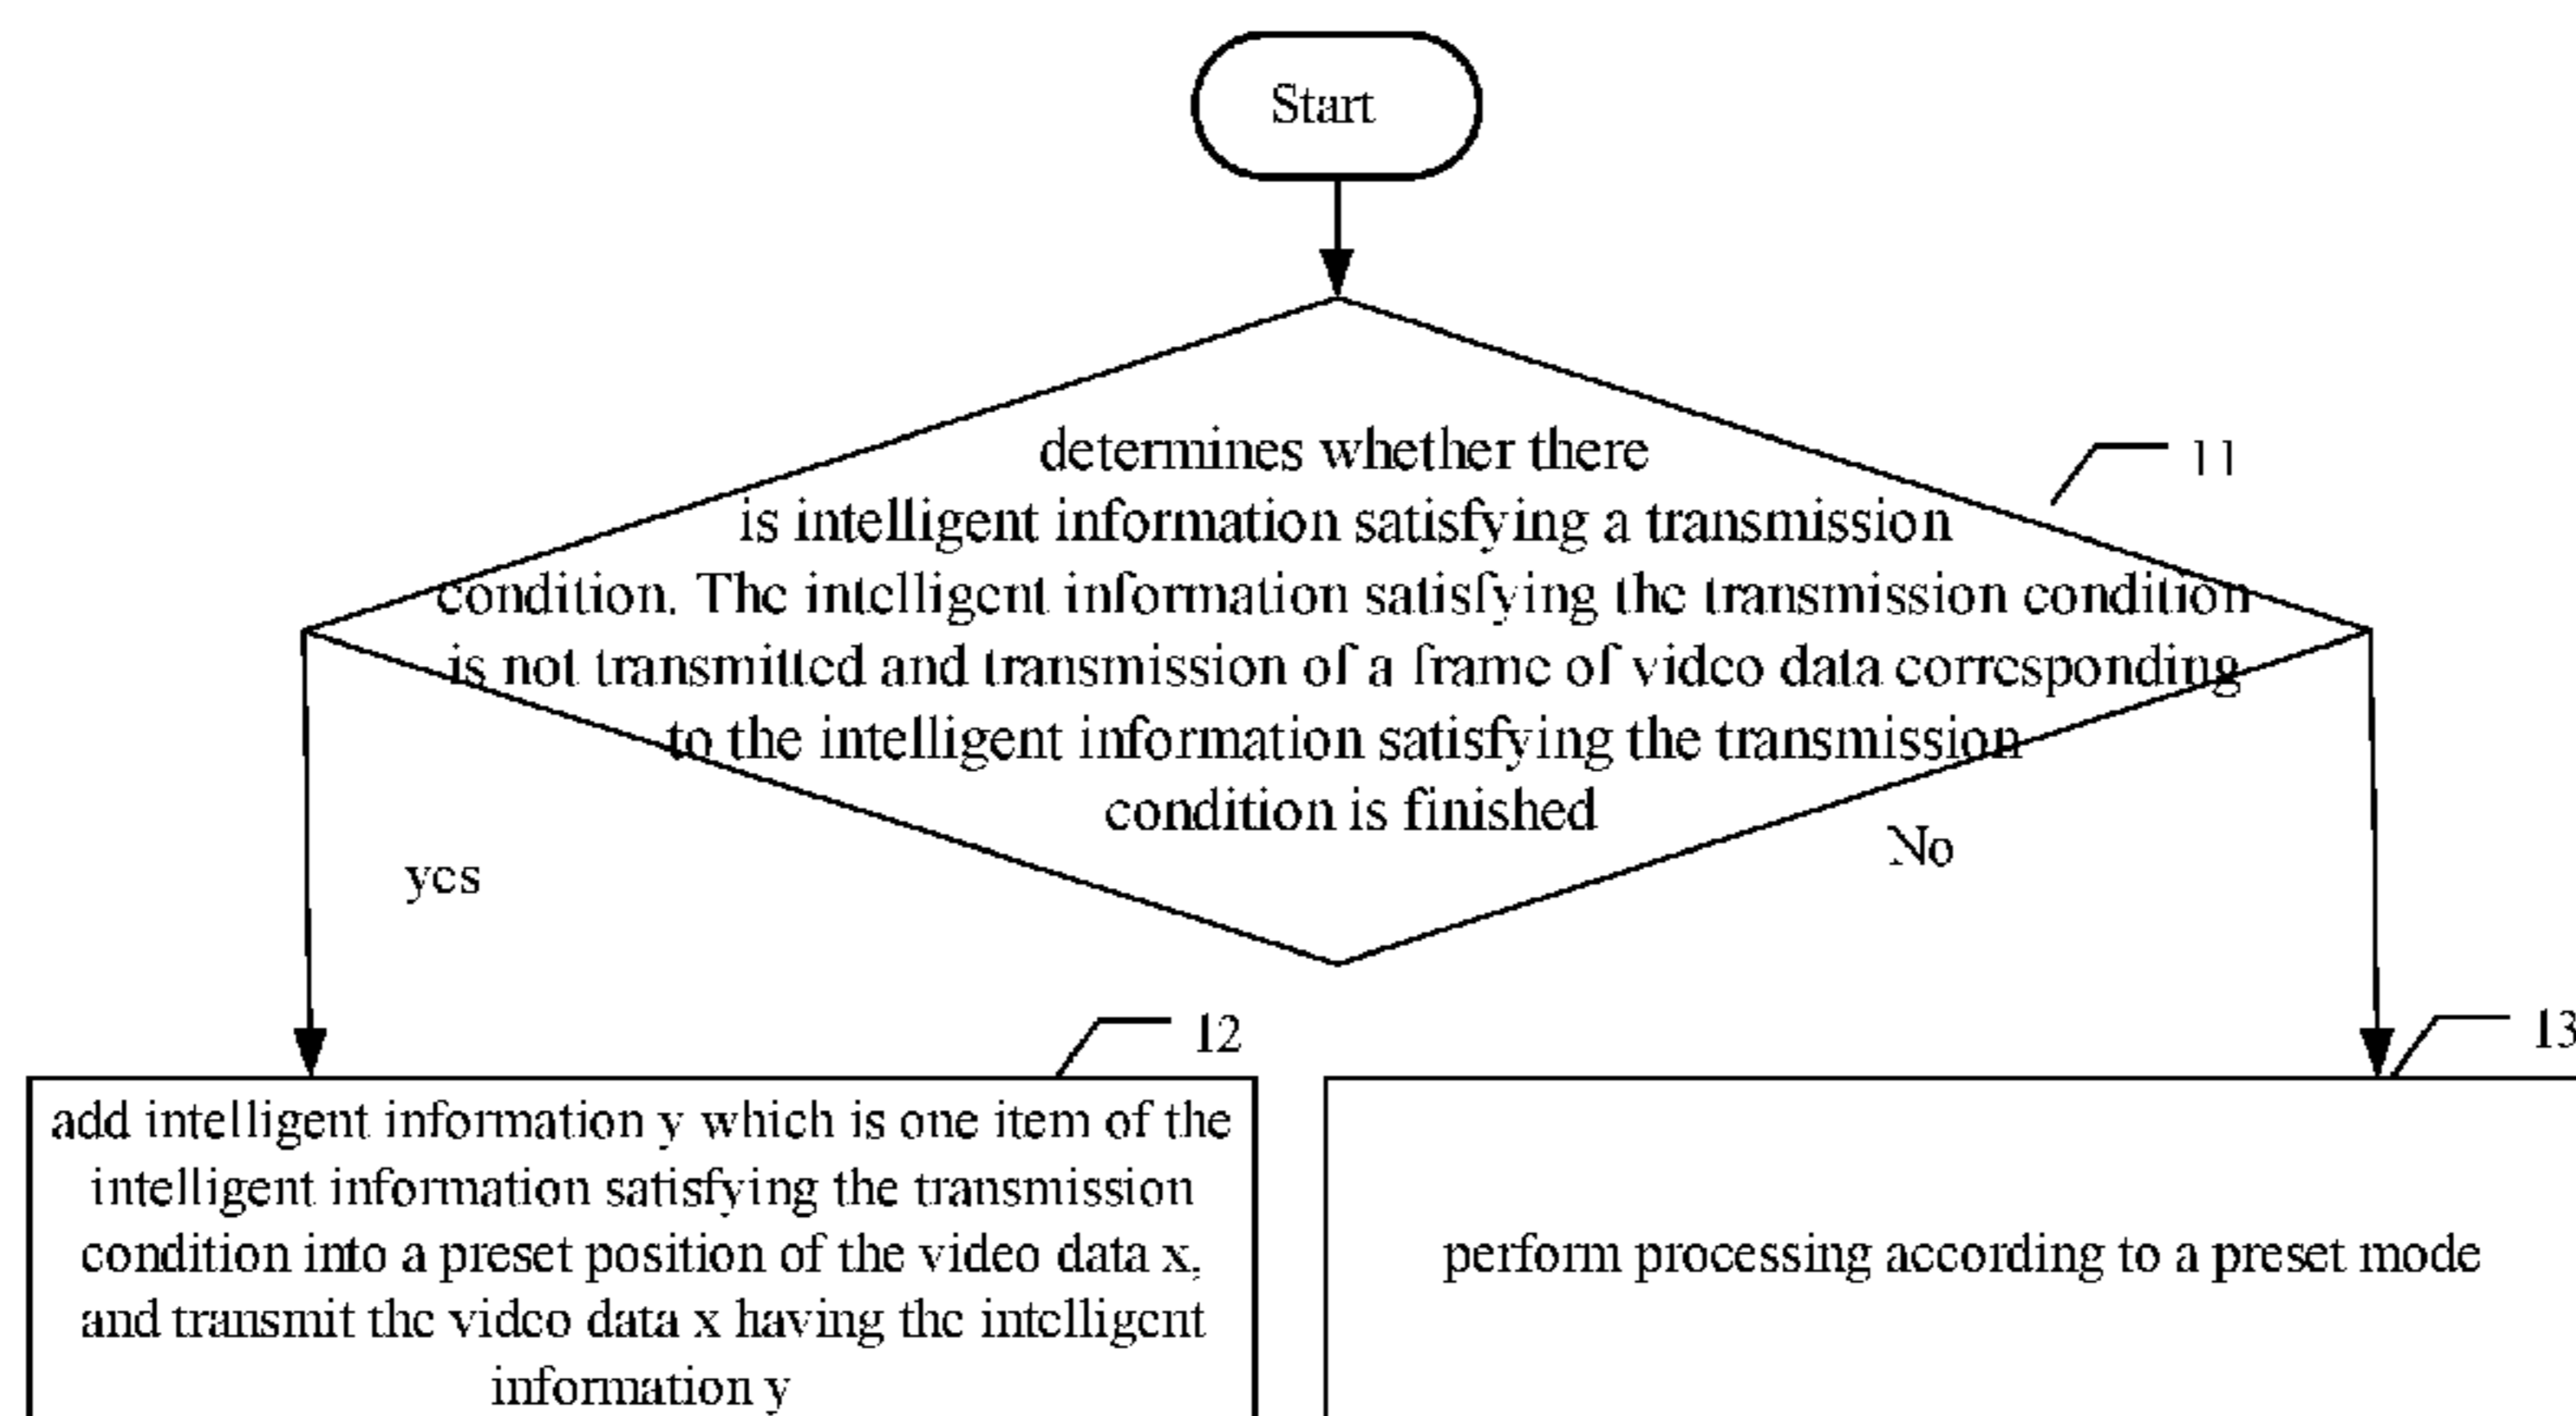 Start
determines whether there
is intelligent information satisfying a transmission
condition. The intelligent information satisfying the transmission condition
is not transmitted and transmission of a frame of video data corresponding
to the intelligent information satisfying the transmission
condition is finished
11
yes
No
12
13
add intelligent information y which is one item of the
intelligent information satisfying the transmission
condition into a preset position of the video data x,
and transmit the video data x having the intelligent
information y
perform processing according to a preset mode